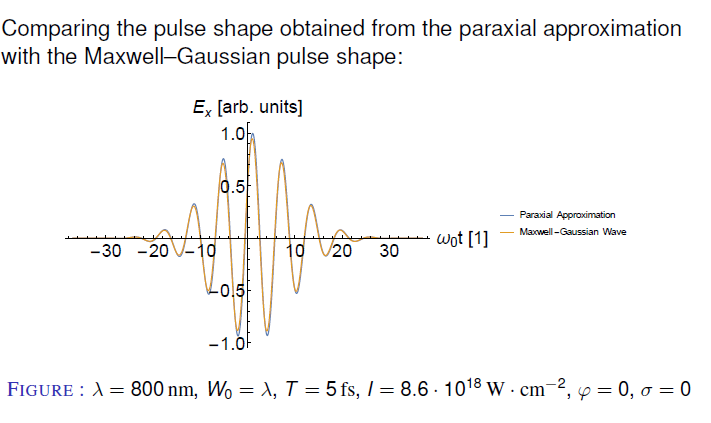 Comparing the pulse shape obtained from the paraxial approximation
with the Maxwell–Gaussian pulse shape:
Eₓ [arb. units]
1.0
0.5
-30 -20 -10 10 20 30 ω₀t [1]
-0.5
-1.0
Paraxial Approximation
Maxwell-Gaussian Wave
FIGURE : λ = 800 nm, W₀ = λ, T = 5 fs, I = 8.6 · 10¹⁸ W · cm⁻², φ = 0, σ = 0